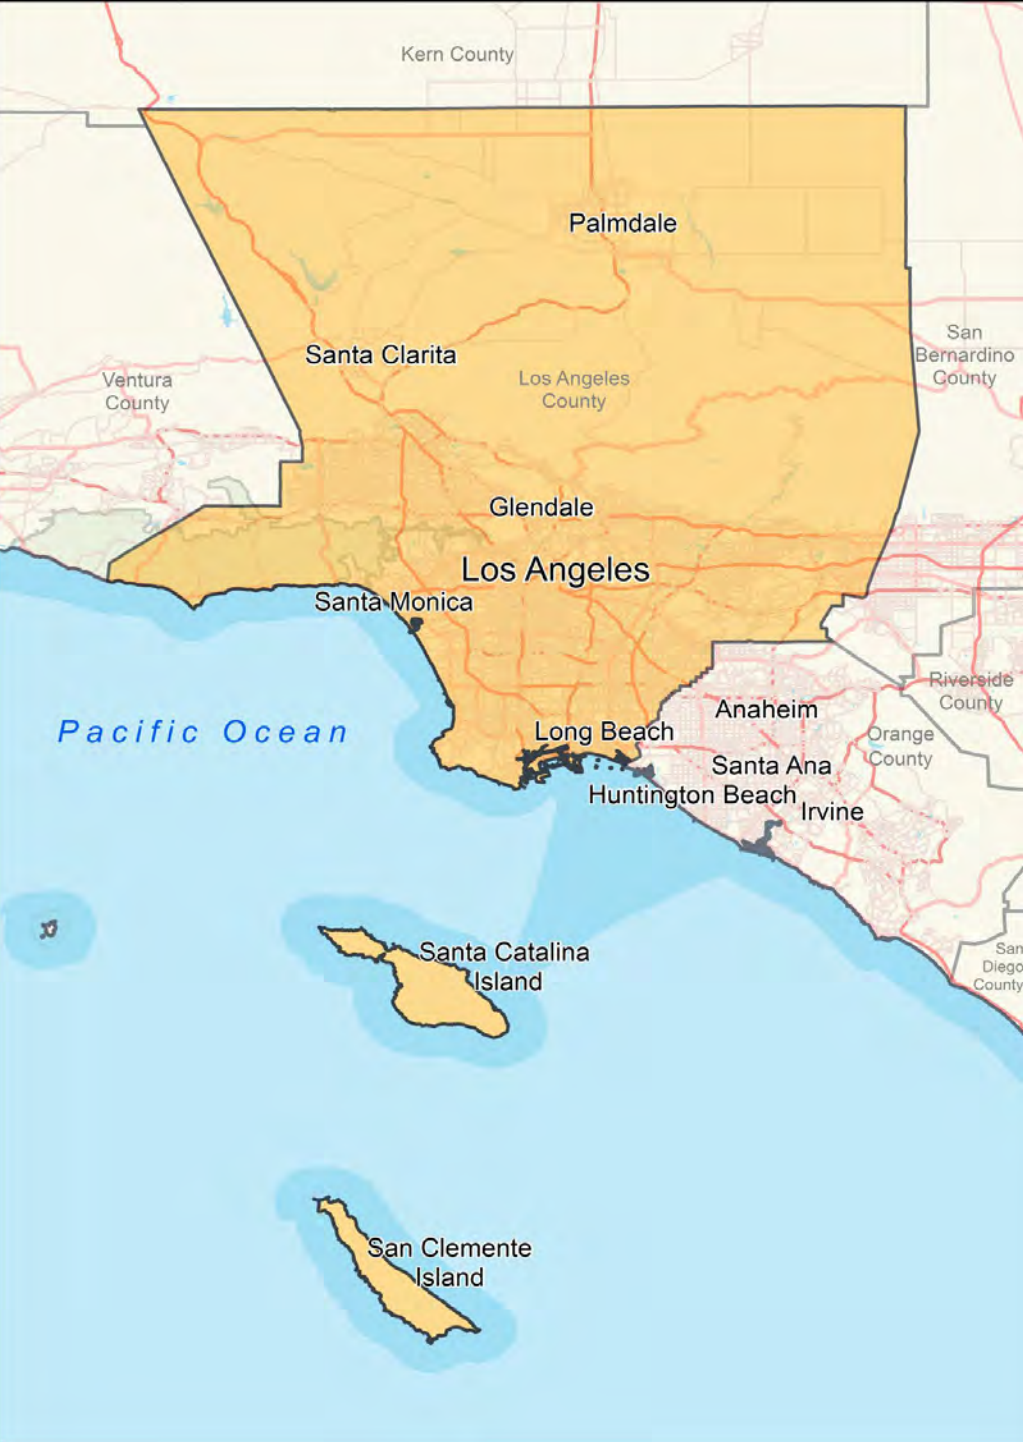 Kern County
Palmdale
San
Bernardino
County
Santa Clarita
Ventura
County
Los Angeles
County
Glendale
Los Angeles
Santa Monica
Riverside
County
Anaheim
Pacific Ocean
Long Beach
Orange
County
Santa Ana
Huntington Beach
Irvine
San
Diego
County
Santa Catalina
Island
San Clemente
Island